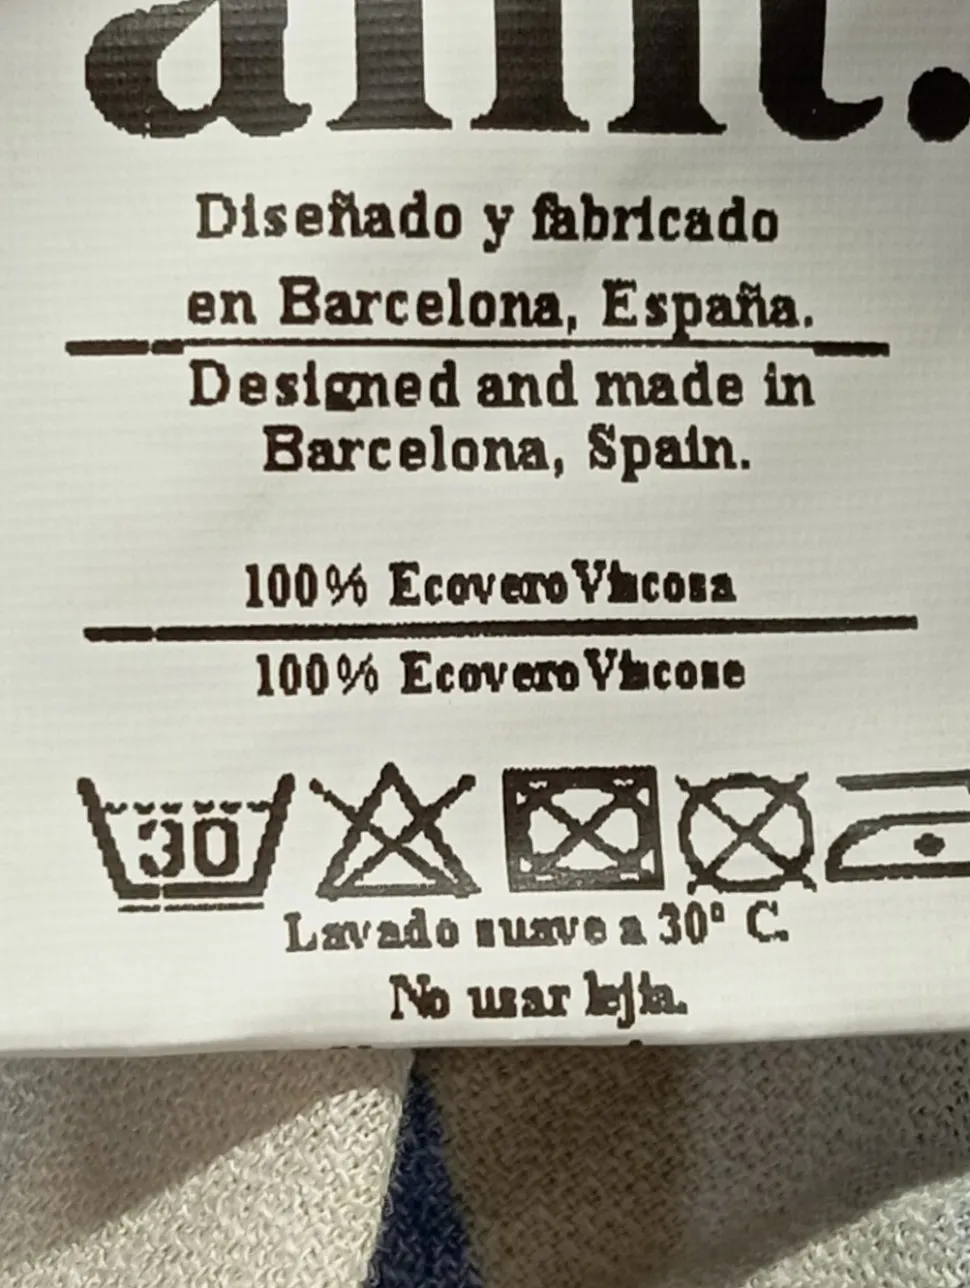 Diseñado y fabricado
en Barcelona, España.
Designed and made in
Barcelona, Spain.
100% Ecovero Viscosa
100% Ecovero Viscose
30
Lavado suave a 30º C.
No usar lejía.